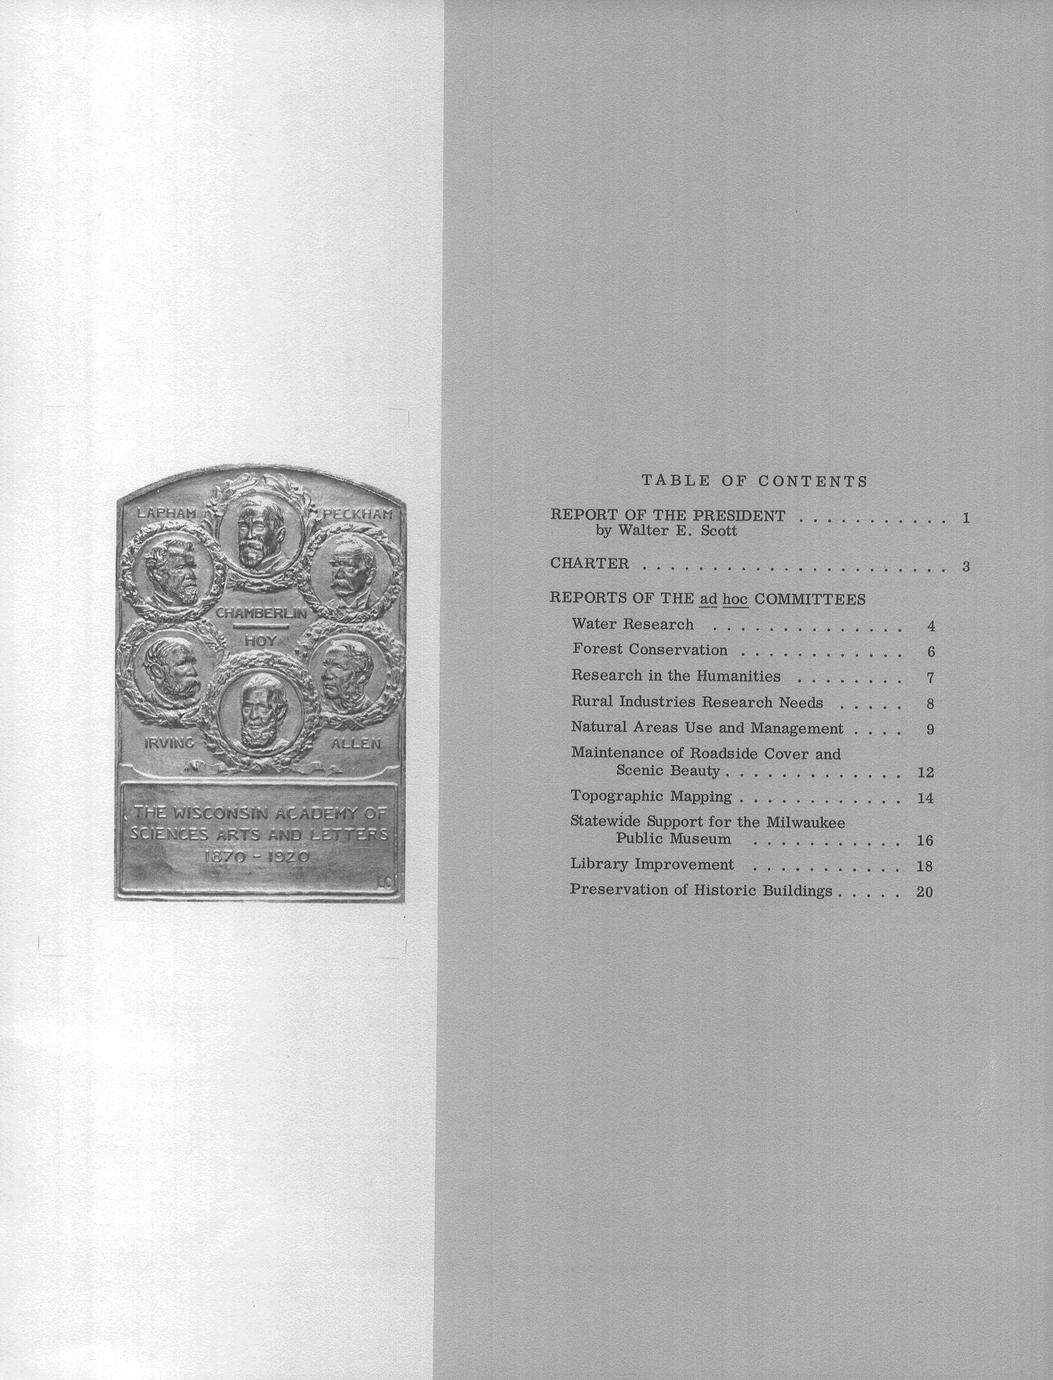 LAPHAM PECKHAM
CHAMBERLIN
HOY
IRVING ALLEN
THE WISCONSIN ACADEMY OF
SCIENCES ARTS AND LETTERS
1870 - 1920
LC
TABLE OF CONTENTS
REPORT OF THE PRESIDENT . . . . . . . . . . . 1
by Walter E. Scott
CHARTER . . . . . . . . . . . . . . . . . . . . . . 3
REPORTS OF THE ad hoc COMMITTEES
Water Research . . . . . . . . . . . . . . 4
Forest Conservation . . . . . . . . . . . . 6
Research in the Humanities . . . . . . . . 7
Rural Industries Research Needs . . . . . 8
Natural Areas Use and Management . . . . 9
Maintenance of Roadside Cover and
Scenic Beauty . . . . . . . . . . . . . 12
Topographic Mapping . . . . . . . . . . . . 14
Statewide Support for the Milwaukee
Public Museum . . . . . . . . . . . 16
Library Improvement . . . . . . . . . . . 18
Preservation of Historic Buildings . . . . . 20